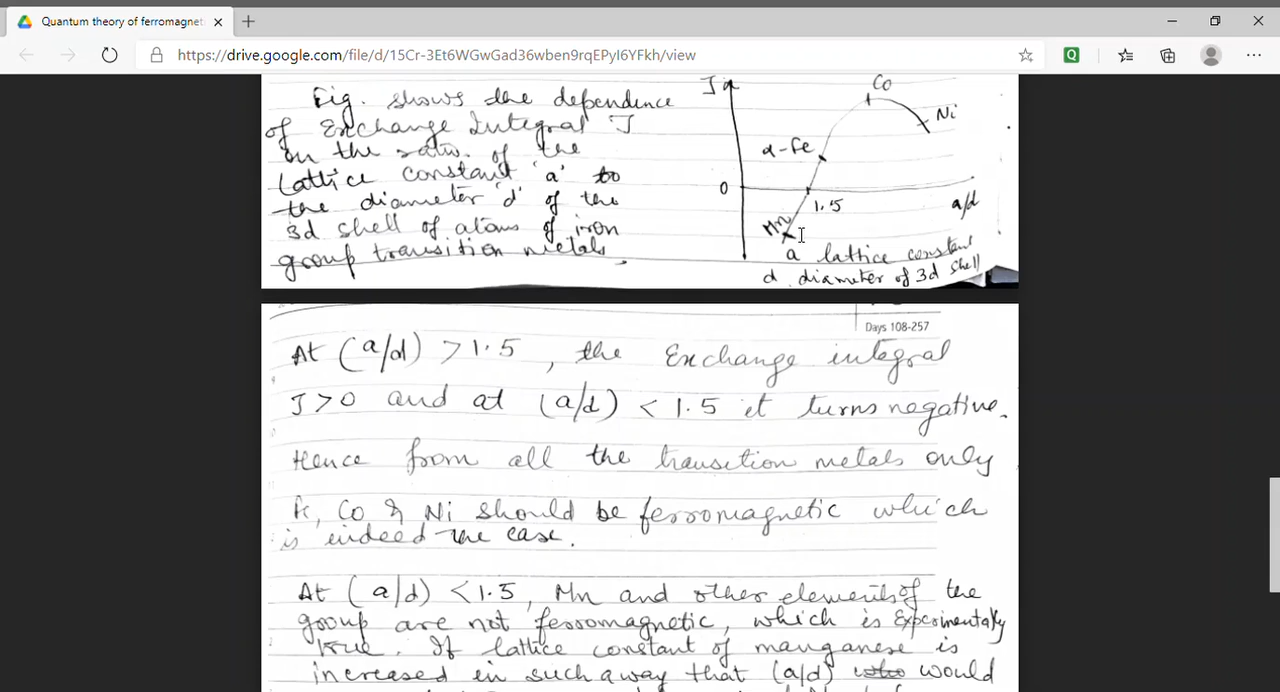 Quantum theory of ferromagnet
https://drive.google.com/file/d/15Cr-3Et6WGwGad36wben9rqEPyI6YFkh/view
Fig. shows the dependence
of Exchange Integral J
on the ratio. of the
lattice constant 'a' to
the diameter 'd' of the
3d shell of atoms of iron
group transition metals.
J
Co
Ni
α-Fe
0
1.5
a/d
Mn
a lattice constant
d diameter of 3d shell
Days 108-257
At (a/d) > 1.5, the Exchange integral
J>0 and at (a/d) < 1.5 it turns negative.
Hence from all the transition metals only
Co & Ni should be ferromagnetic which
is indeed the case.
At (a/d) < 1.5, Mn and other elements of the
group are not ferromagnetic, which is Experimentally
true. If lattice constant of manganese is
increased in such a way that (a/d) would